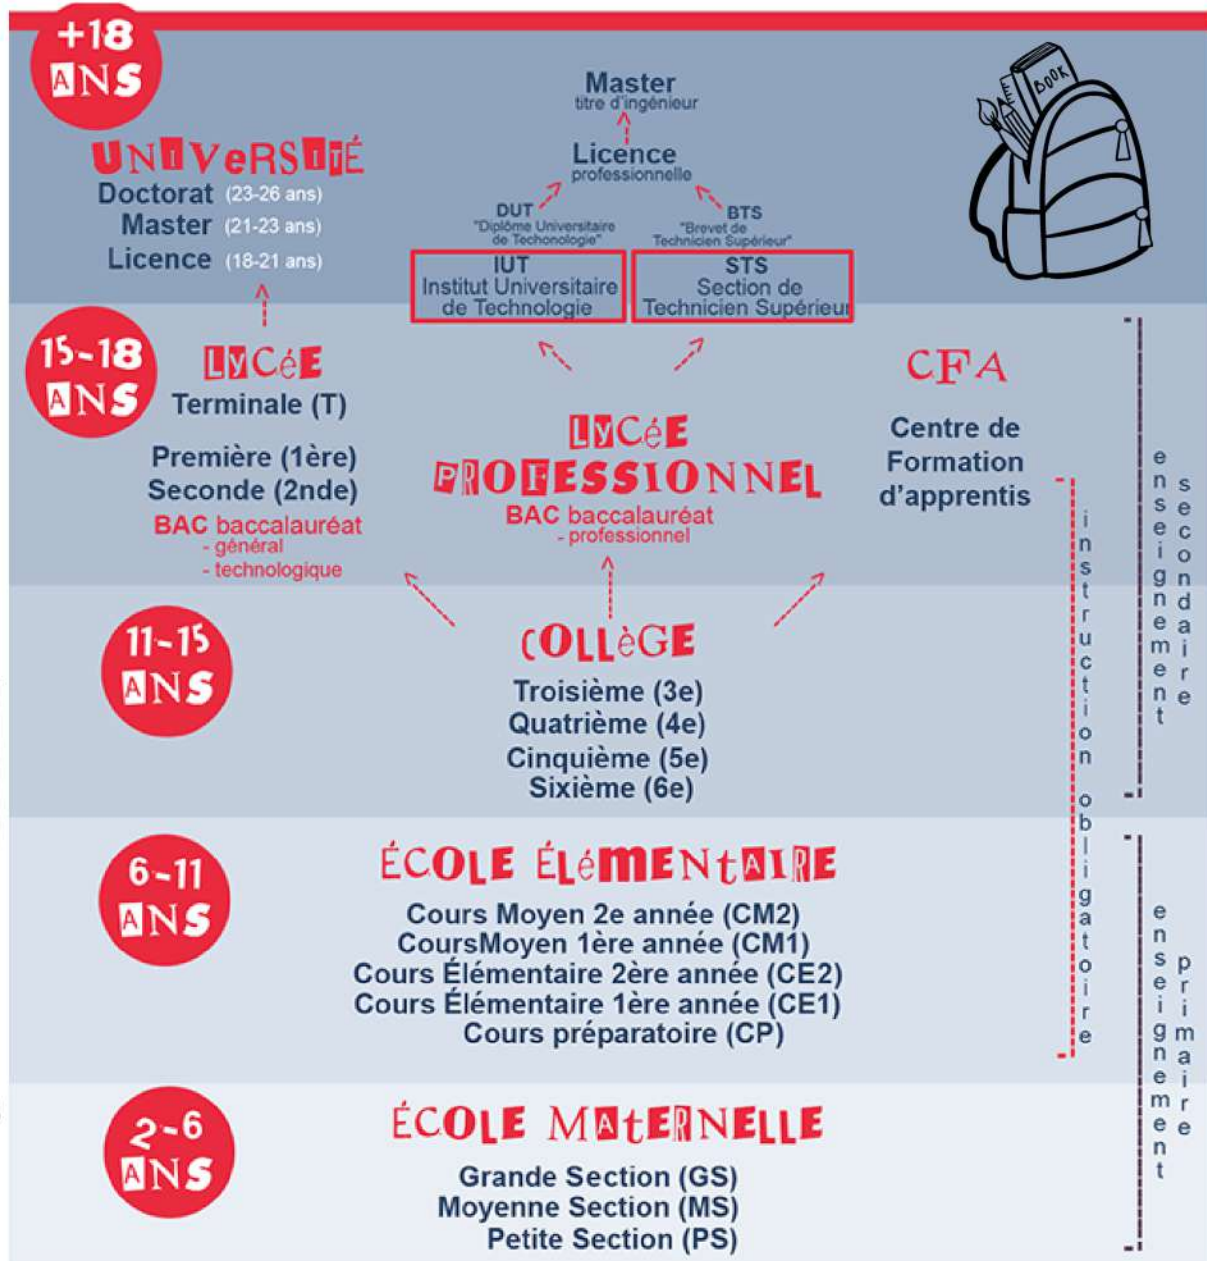 +18
ANS
UNIVERSITÉ
Doctorat (23-26 ans)
Master (21-23 ans)
Licence (18-21 ans)
Master
titre d'ingénieur
Licence
professionnelle
DUT
"Diplôme Universitaire
de Techonologie"
BTS
"Brevet de
Technicien Supérieur"
IUT
Institut Universitaire
de Technologie
STS
Section de
Technicien Supérieur
BOOK
15-18
ANS
LYCÉE
Terminale (T)
Première (1ère)
Seconde (2nde)
BAC baccalauréat
- général
- technologique
LYCÉE
PROFESSIONNEL
BAC baccalauréat
- professionnel
CFA
Centre de
Formation
d'apprentis
11-15
ANS
COLLÈGE
Troisième (3e)
Quatrième (4e)
Cinquième (5e)
Sixième (6e)
6-11
ANS
ÉCOLE ÉLÉMENTAIRE
Cours Moyen 2e année (CM2)
CoursMoyen 1ère année (CM1)
Cours Élémentaire 2ère année (CE2)
Cours Élémentaire 1ère année (CE1)
Cours préparatoire (CP)
2-6
ANS
ÉCOLE MATERNELLE
Grande Section (GS)
Moyenne Section (MS)
Petite Section (PS)
instruction obligatoire
enseignement
secondaire
enseignement
primaire